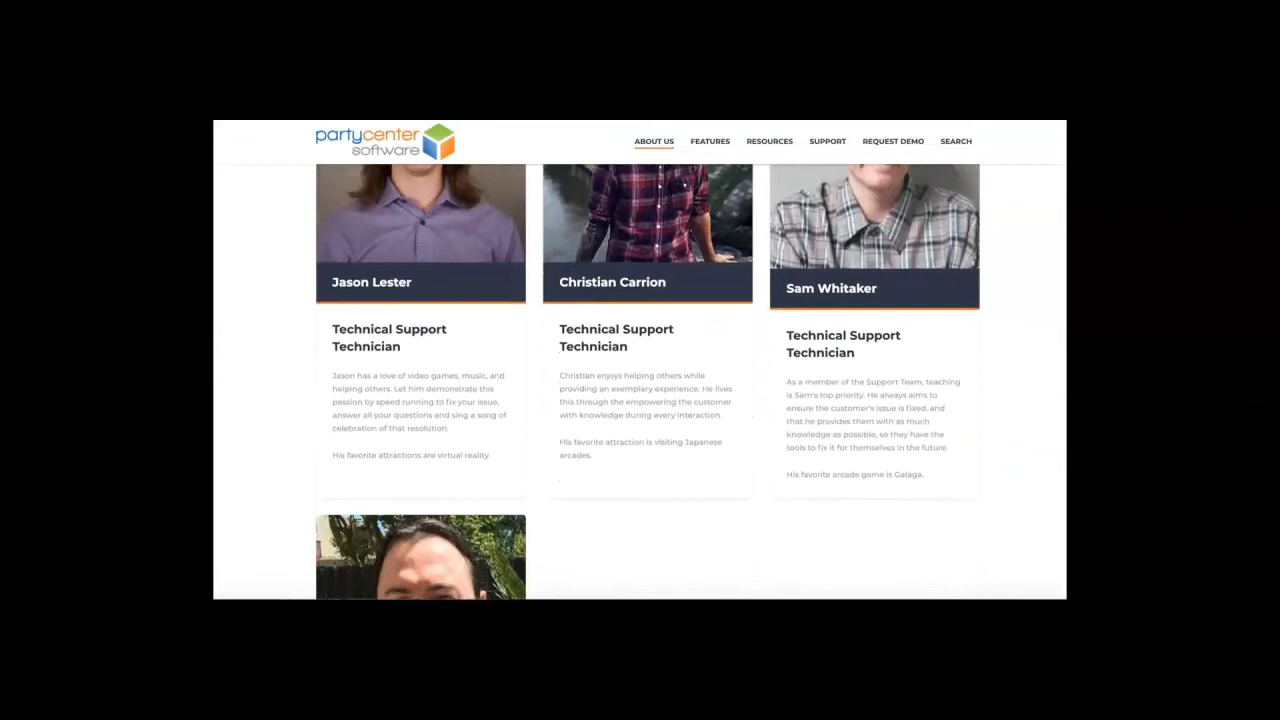 partycenter
software
ABOUT US FEATURES RESOURCES SUPPORT REQUEST DEMO SEARCH
Jason Lester
Technical Support
Technician
Jason has a love of video games, music, and
helping others. Let him demonstrate this
passion by speed running to fix your issue,
answer all your questions and sing a song of
celebration of that resolution.
His favorite attractions are virtual reality.
Christian Carrion
Technical Support
Technician
Christian enjoys helping others while
providing an exemplary experience. He lives
this through the empowering the customer
with knowledge during every interaction.
His favorite attraction is visiting Japanese
arcades.
Sam Whitaker
Technical Support
Technician
As a member of the Support Team, teaching
is Sam's top priority. He always aims to
ensure the customer's issue is fixed, and
that he provides them with as much
knowledge as possible, so they have the
tools to fix it for themselves in the future.
His favorite arcade game is Galaga.